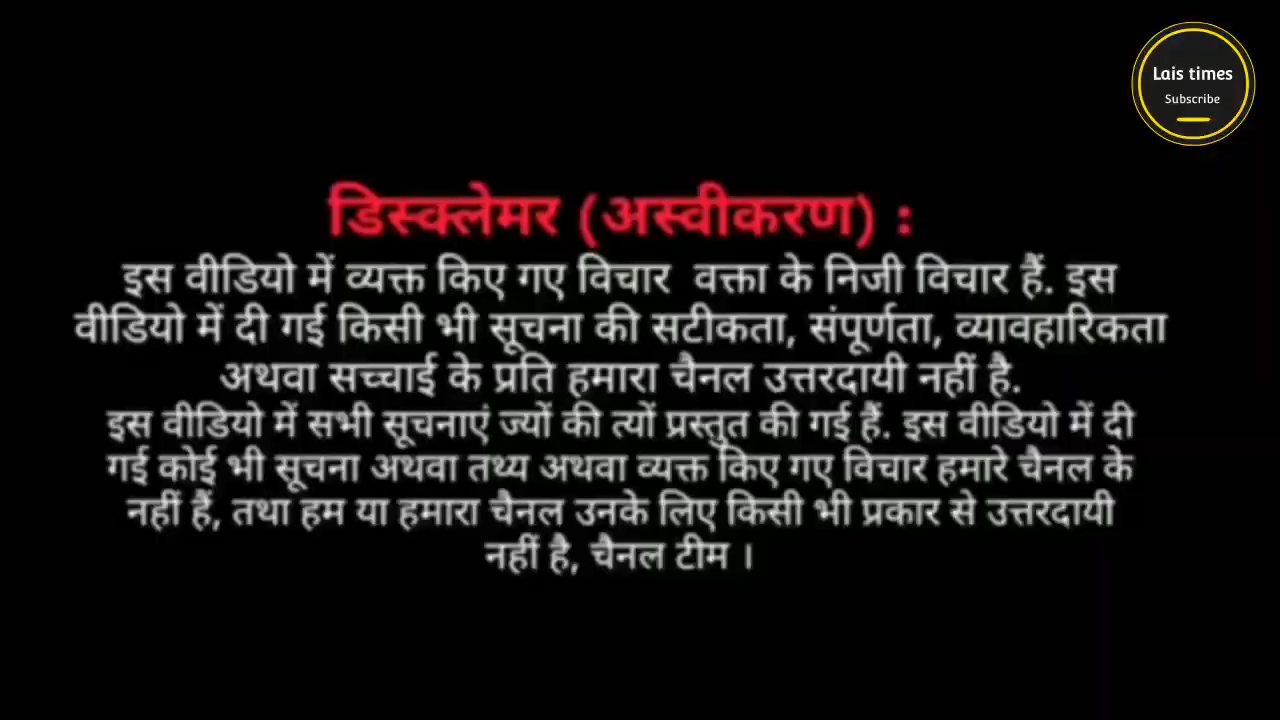 Lais times
Subscribe
डिस्क्लेमर (अस्वीकरण) :
इस वीडियो में व्यक्त किए गए विचार वक्ता के निजी विचार हैं. इस
वीडियो में दी गई किसी भी सूचना की सटीकता, संपूर्णता, व्यावहारिकता
अथवा सच्चाई के प्रति हमारा चैनल उत्तरदायी नहीं है.
इस वीडियो में सभी सूचनाएं ज्यों की त्यों प्रस्तुत की गई हैं. इस वीडियो में दी
गई कोई भी सूचना अथवा तथ्य अथवा व्यक्त किए गए विचार हमारे चैनल के
नहीं हैं, तथा हम या हमारा चैनल उनके लिए किसी भी प्रकार से उत्तरदायी
नहीं है, चैनल टीम ।